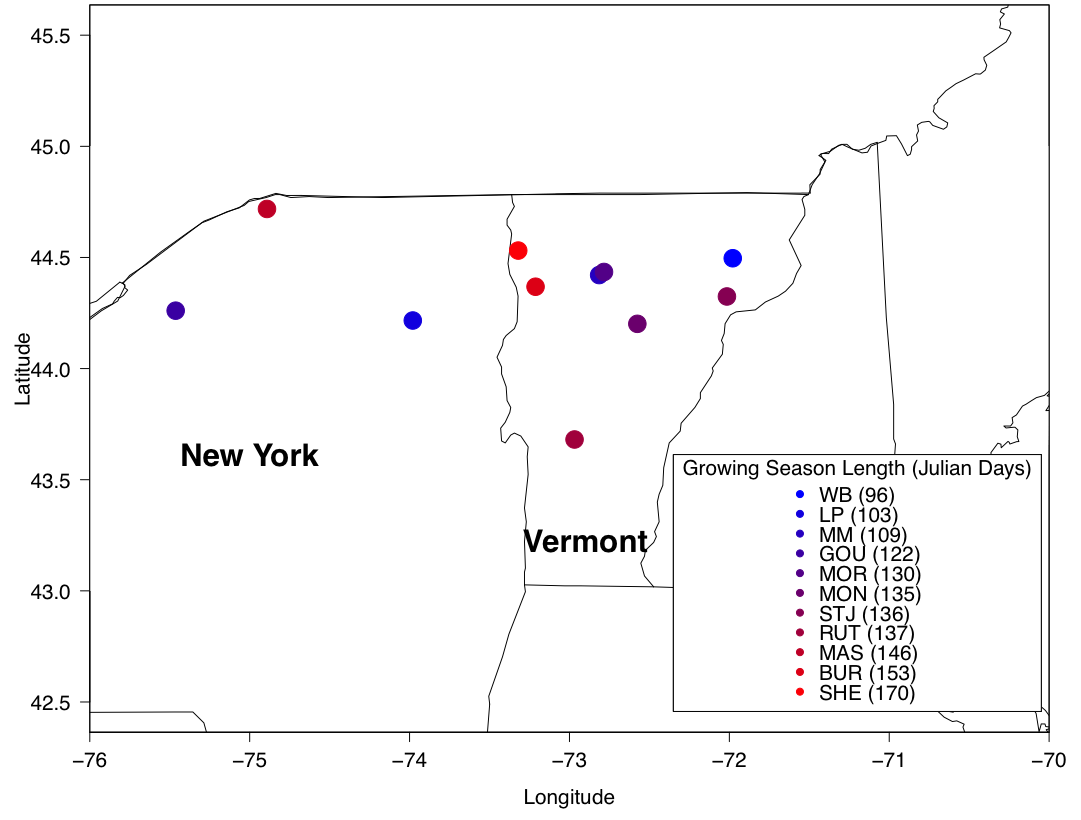 45.5
45.0
44.5
44.0
43.5
43.0
42.5
Latitude
New York
Vermont
Growing Season Length (Julian Days)
WB (96)
LP (103)
MM (109)
GOU (122)
MOR (130)
MON (135)
STJ (136)
RUT (137)
MAS (146)
BUR (153)
SHE (170)
−76 −75 −74 −73 −72 −71 −70
Longitude